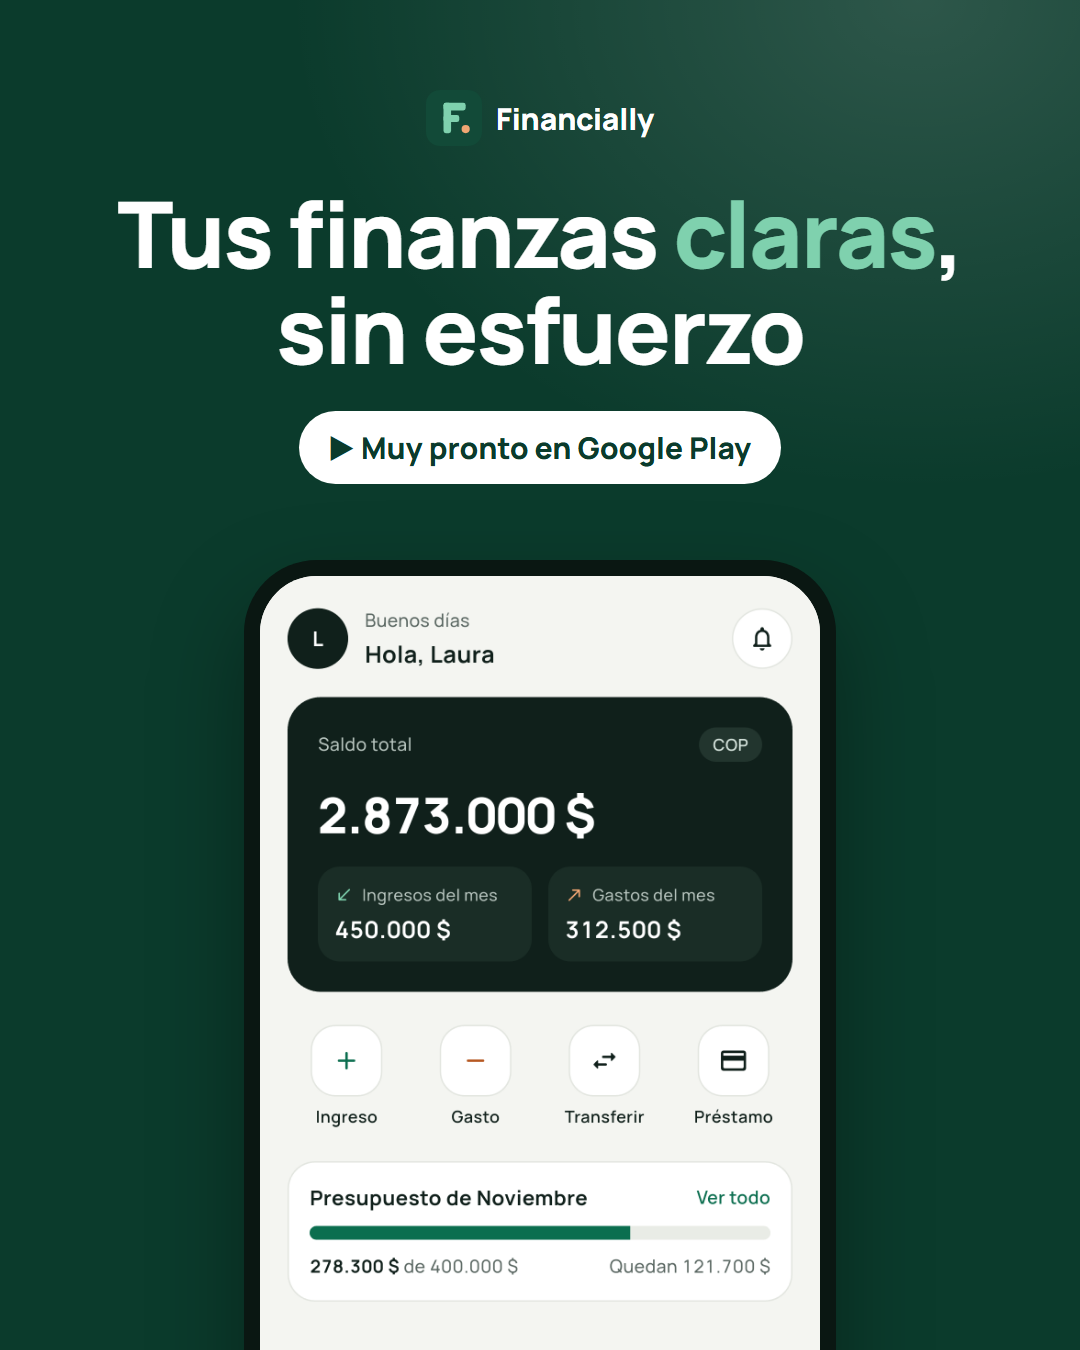 F. Financially
Tus finanzas claras,
sin esfuerzo
▶ Muy pronto en Google Play
L
Buenos días
Hola, Laura
Saldo total
COP
2.873.000 $
Ingresos del mes
Gastos del mes
450.000 $
312.500 $
Ingreso
Gasto
Transferir
Préstamo
Presupuesto de Noviembre
Ver todo
278.300 $ de 400.000 $
Quedan 121.700 $